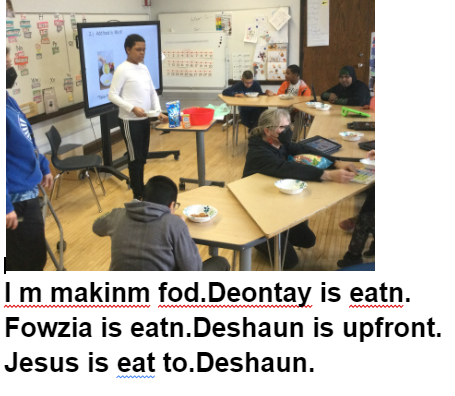 I m makinm fod.Deontay is eatn.
Fowzia is eatn.Deshaun is upfront.
Jesus is eat to.Deshaun.